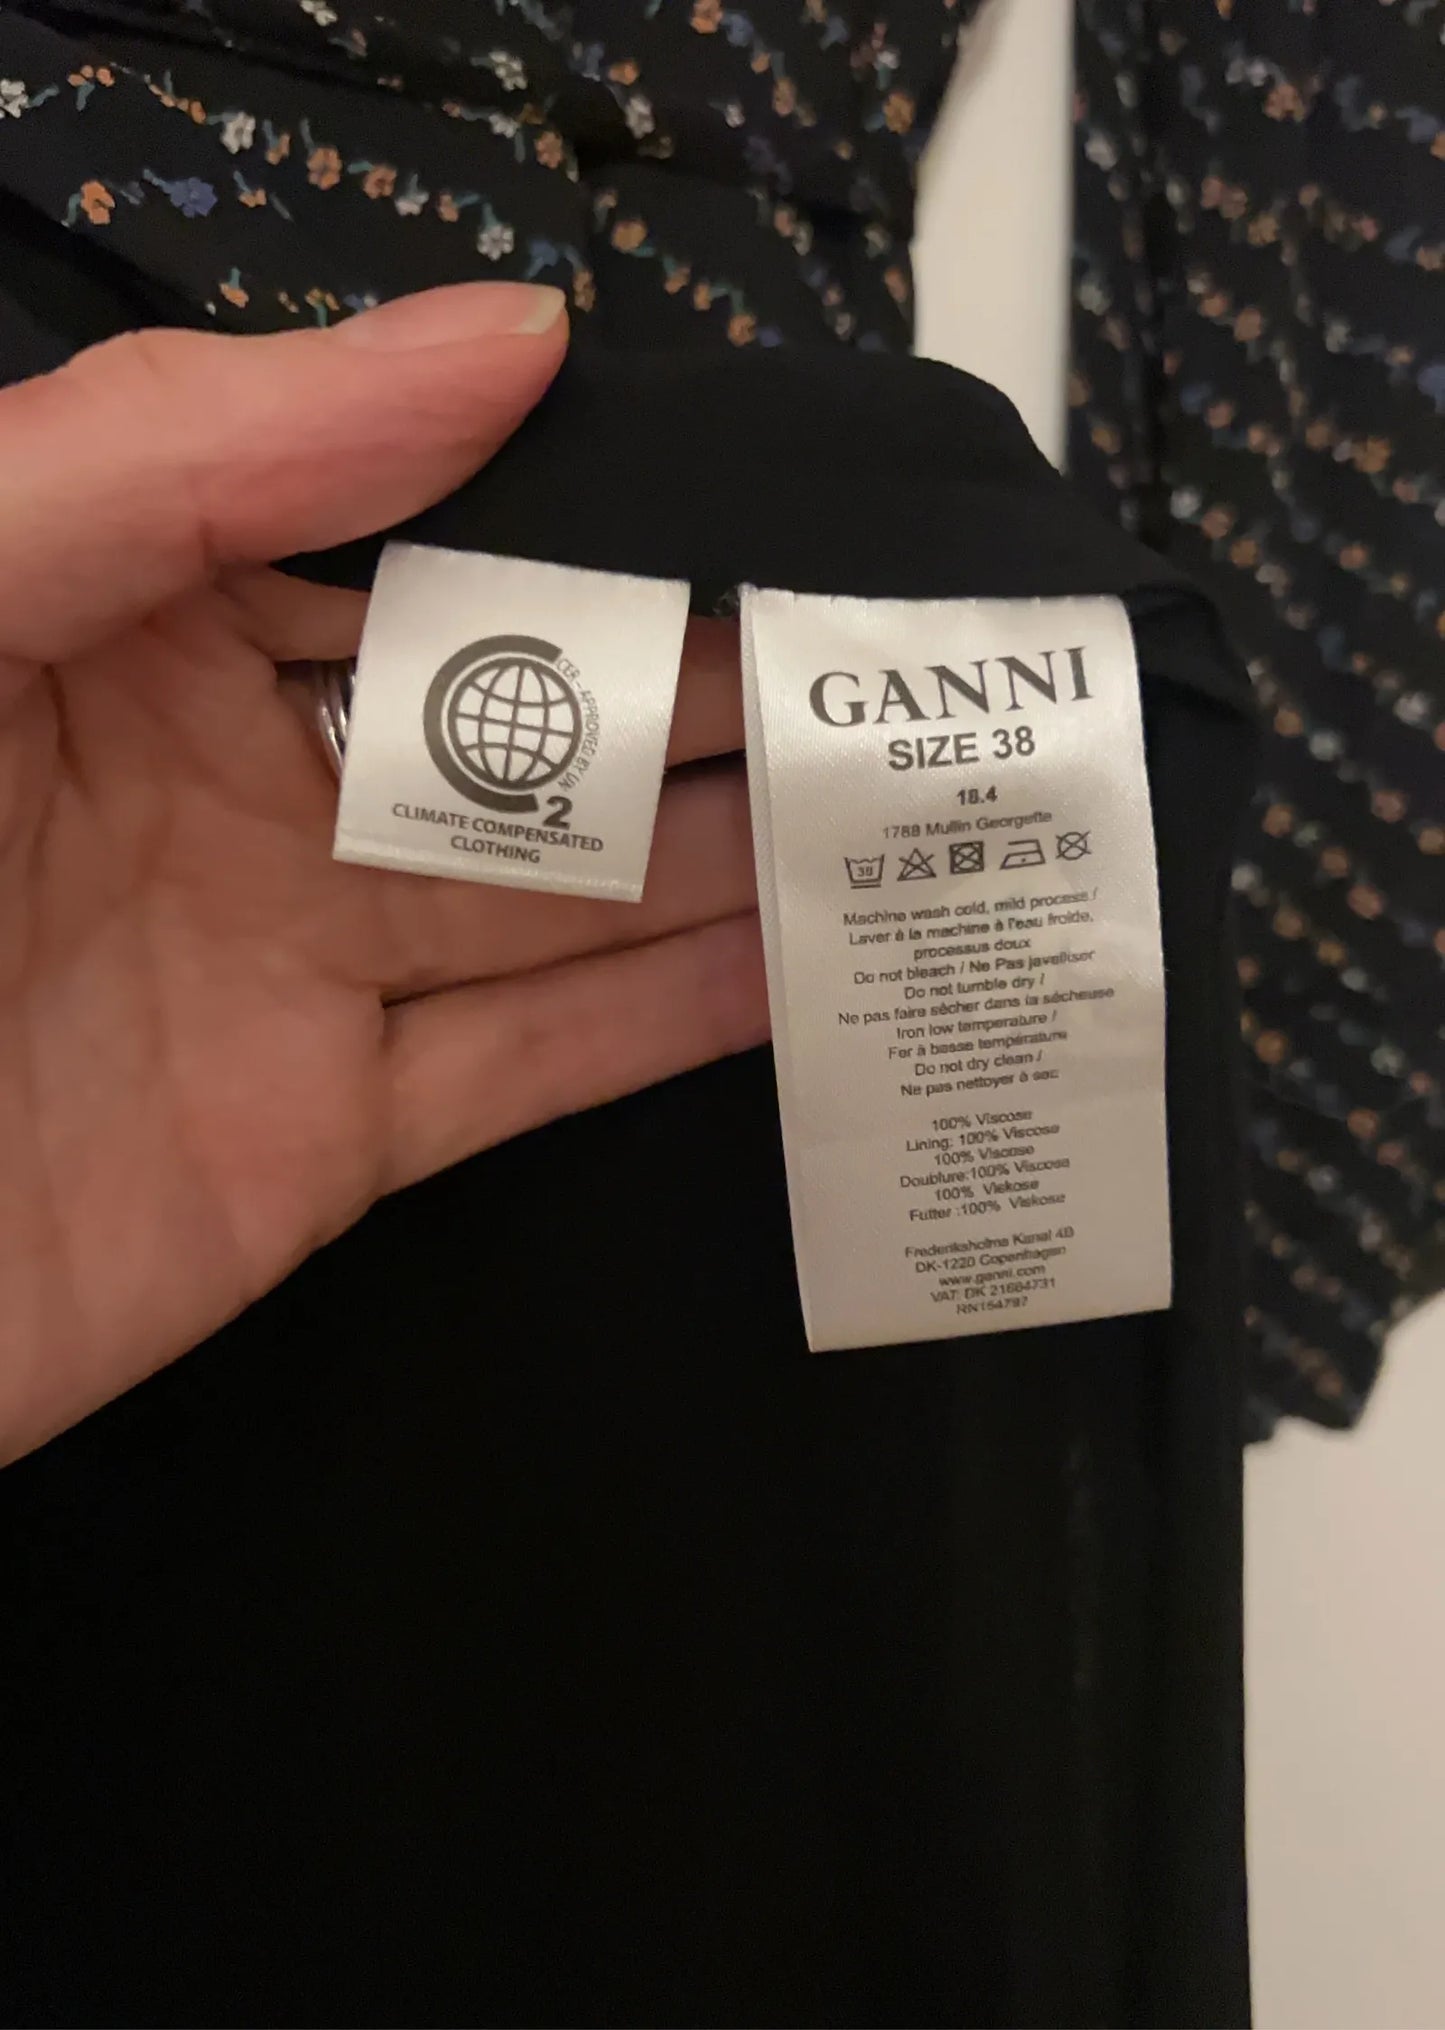 CER - APPROVED BY UN
2
CLIMATE COMPENSATED
CLOTHING
GANNI
SIZE 38
18.4
1788 Mullin Georgette
30
Machine wash cold, mild process /
Laver à la machine à l'eau froide,
processus doux
Do not bleach / Ne Pas javelliser
Do not tumble dry /
Ne pas faire sècher dans la sécheuse
Iron low temperature /
Fer à basse température
Do not dry clean /
Ne pas nettoyer à sec
100% Viscose
Lining: 100% Viscose
100% Viscose
Doublure:100% Viscose
100% Viskose
Futter :100% Viskose
Frederiksholms Kanal 4B
DK-1220 Copenhagen
www.ganni.com
VAT: DK 21664731
RN154797